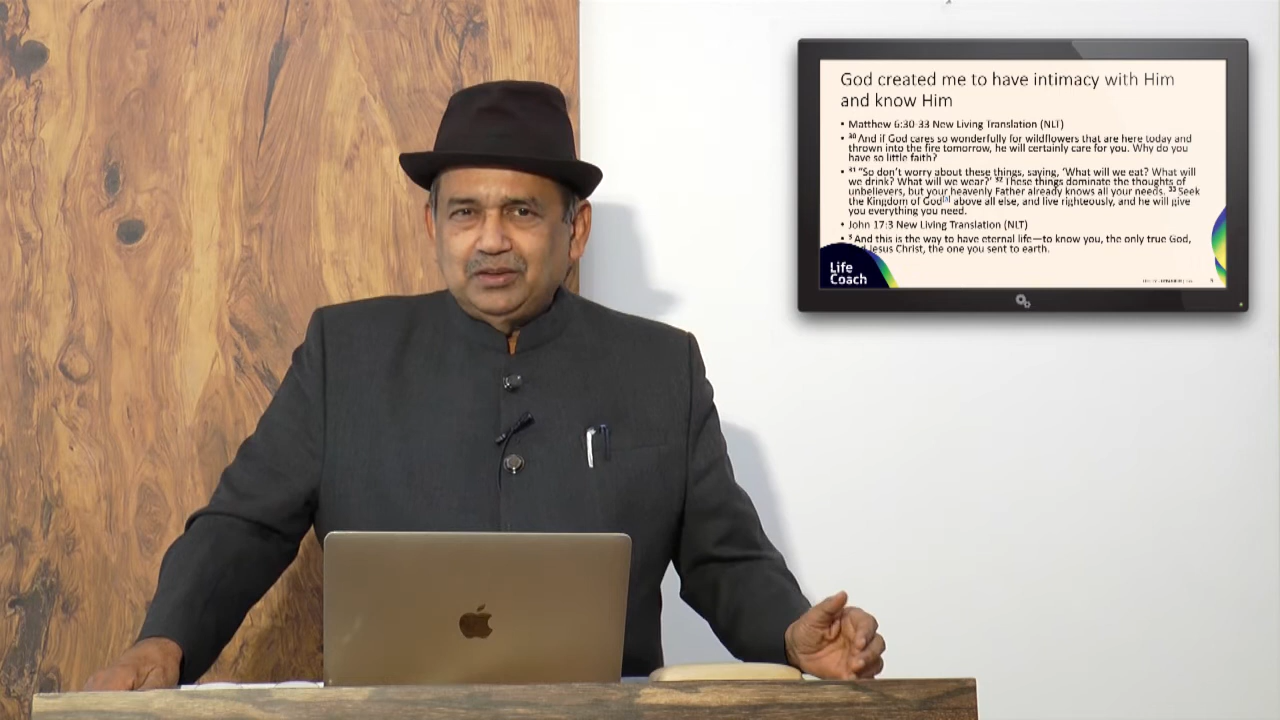 God created me to have intimacy with Him
and know Him
• Matthew 6:30-33 New Living Translation (NLT)
• 30 And if God cares so wonderfully for wildflowers that are here today and
thrown into the fire tomorrow, he will certainly care for you. Why do you
have so little faith?
• 31 “So don’t worry about these things, saying, ‘What will we eat? What will
we drink? What will we wear?’ 32 These things dominate the thoughts of
unbelievers, but your heavenly Father already knows all your needs. 33 Seek
the Kingdom of God[a] above all else, and live righteously, and he will give
you everything you need.
• John 17:3 New Living Translation (NLT)
• 3 And this is the way to have eternal life—to know you, the only true God,
Jesus Christ, the one you sent to earth.
Life
Coach